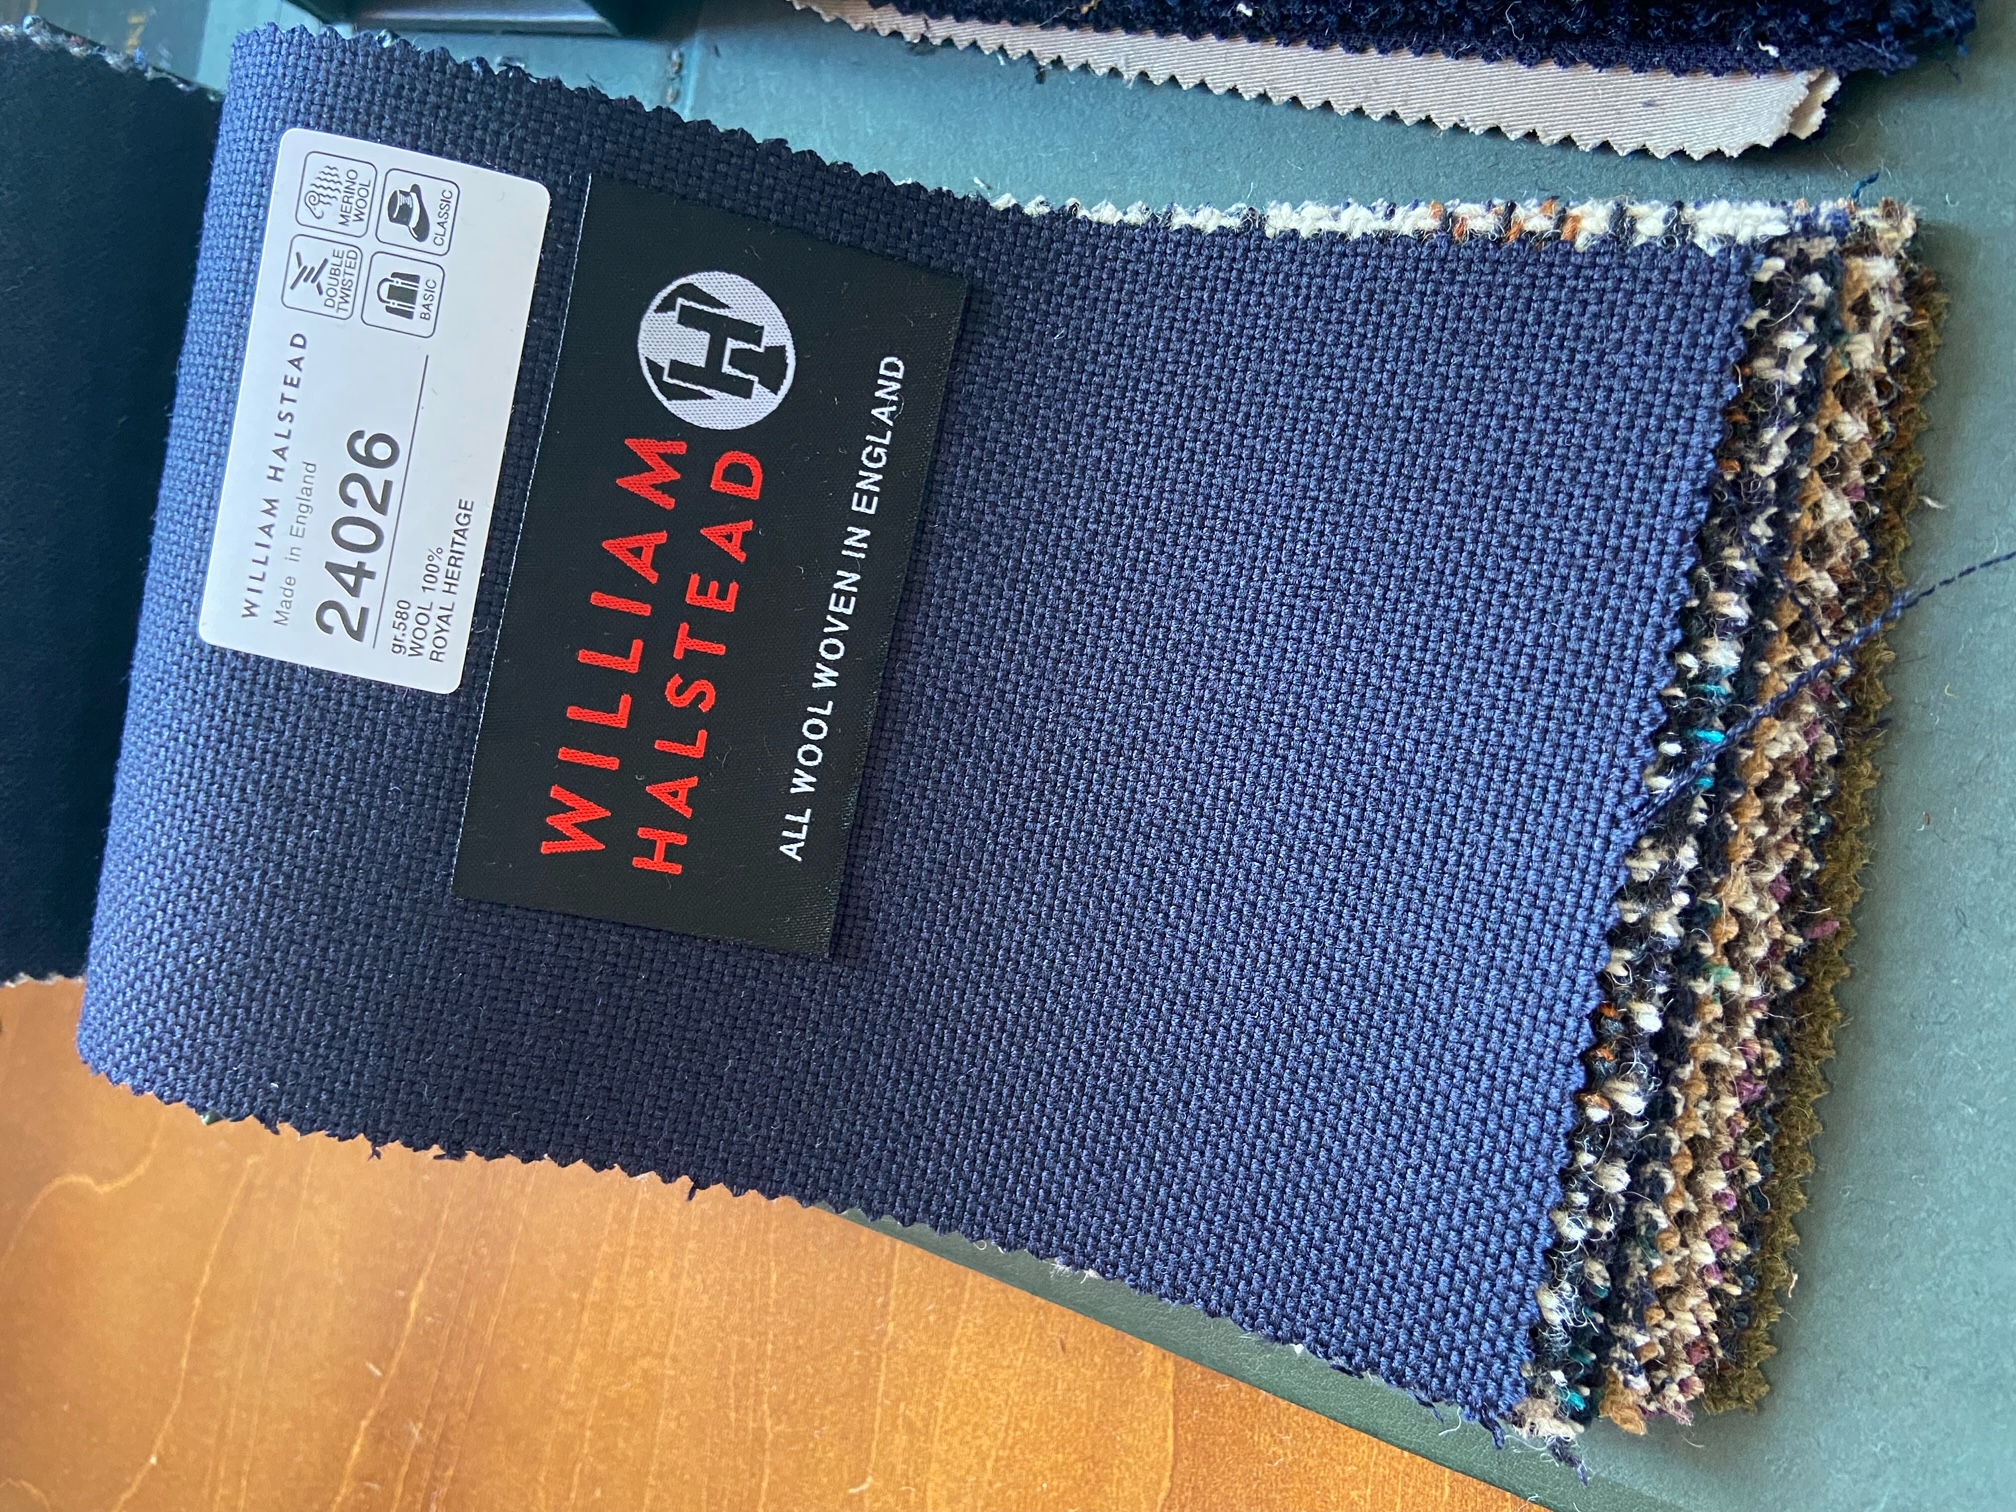 WILLIAM HALSTEAD
Made in England
24026
gr.580
WOOL 100%
ROYAL HERITAGE
DOUBLE
TWISTED
MERINO
WOOL
BASIC
CLASSIC
WILLIAM
HALSTEAD
H
ALL WOOL WOVEN IN ENGLAND